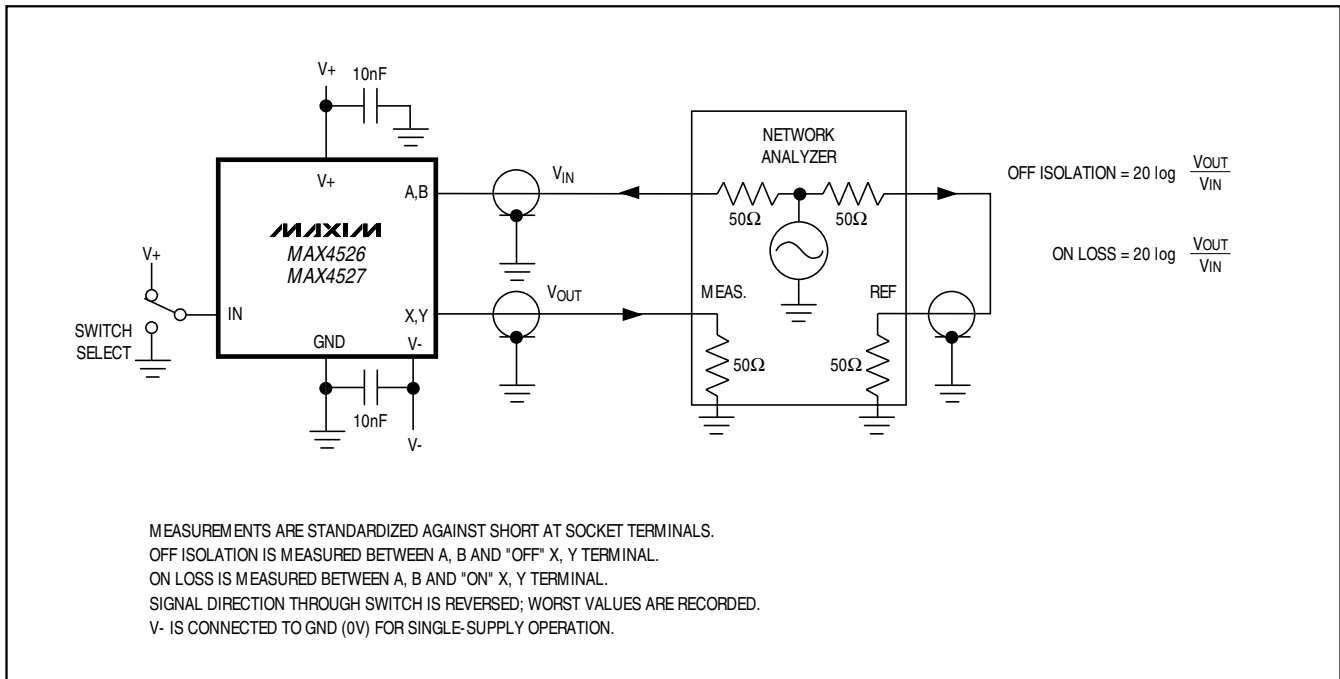 V+
10nF
V+
A,B
VIN
MAXIM
MAX4526
MAX4527
V+
IN
SWITCH
SELECT
GND
X,Y
V-
VOUT
10nF
V-
NETWORK
ANALYZER
50Ω
50Ω
MEAS.
REF
50Ω
50Ω
OFF ISOLATION = 20 log VOUT
VIN
ON LOSS = 20 log VOUT
VIN
MEASUREMENTS ARE STANDARDIZED AGAINST SHORT AT SOCKET TERMINALS.
OFF ISOLATION IS MEASURED BETWEEN A, B AND "OFF" X, Y TERMINAL.
ON LOSS IS MEASURED BETWEEN A, B AND "ON" X, Y TERMINAL.
SIGNAL DIRECTION THROUGH SWITCH IS REVERSED; WORST VALUES ARE RECORDED.
V- IS CONNECTED TO GND (0V) FOR SINGLE-SUPPLY OPERATION.